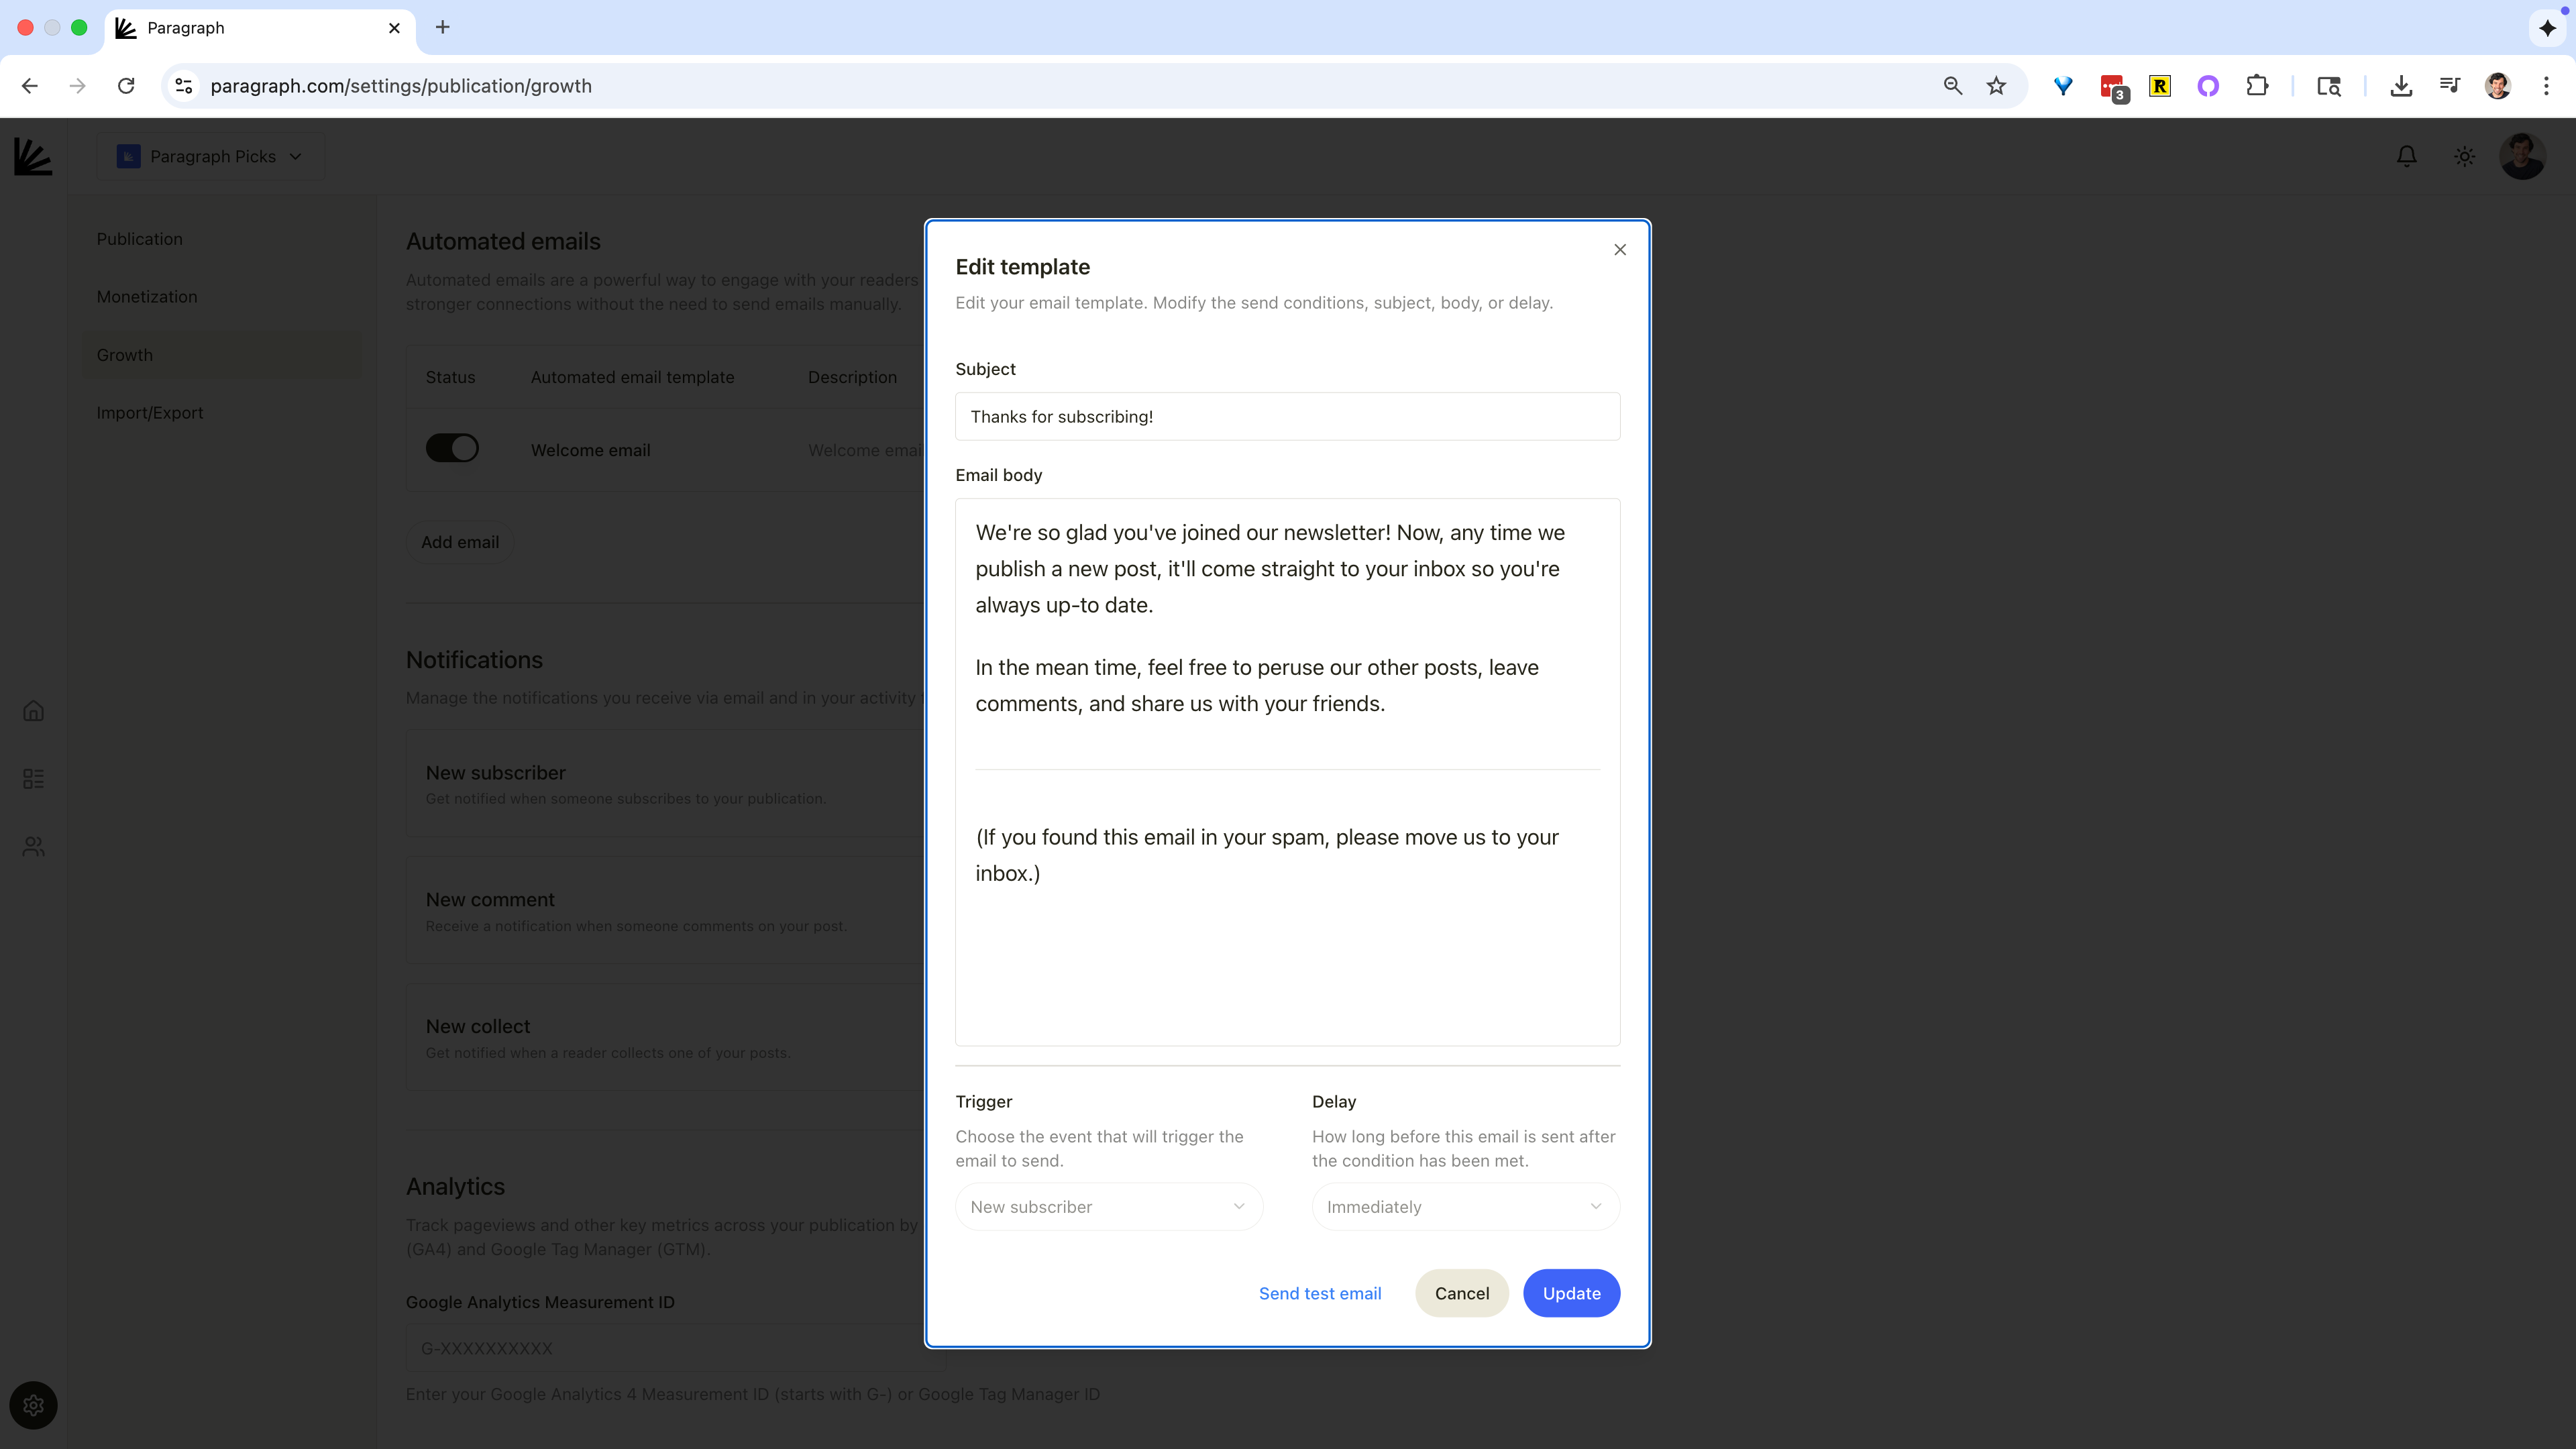 Paragraph
paragraph.com/settings/publication/growth
3
R
Paragraph Picks
Publication
Monetization
Growth
Import/Export
Automated emails
Automated emails are a powerful way to engage with your readers
stronger connections without the need to send emails manually.
Status
Automated email template
Description
Welcome email
Welcome emai
Add email
Notifications
Manage the notifications you receive via email and in your activity
New subscriber
Get notified when someone subscribes to your publication.
New comment
Receive a notification when someone comments on your post.
New collect
Get notified when a reader collects one of your posts.
Analytics
Track pageviews and other key metrics across your publication by
(GA4) and Google Tag Manager (GTM).
Google Analytics Measurement ID
G-XXXXXXXXXX
Enter your Google Analytics 4 Measurement ID (starts with G-) or Google Tag Manager ID
Edit template
Edit your email template. Modify the send conditions, subject, body, or delay.
Subject
Thanks for subscribing!
Email body
We're so glad you've joined our newsletter! Now, any time we
publish a new post, it'll come straight to your inbox so you're
always up-to date.
In the mean time, feel free to peruse our other posts, leave
comments, and share us with your friends.
(If you found this email in your spam, please move us to your
inbox.)
Trigger
Choose the event that will trigger the
email to send.
New subscriber
Delay
How long before this email is sent after
the condition has been met.
Immediately
Send test email
Cancel
Update